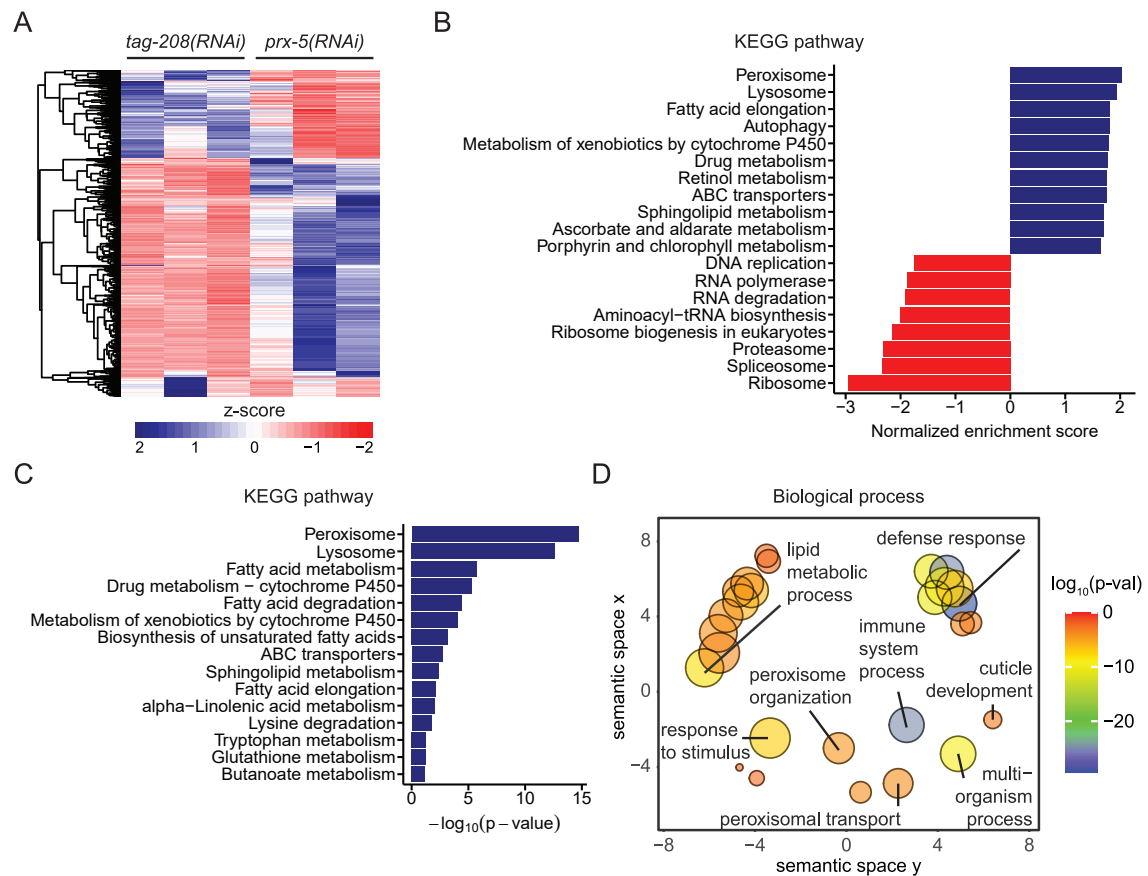 A
tag-208(RNAi) prx-5(RNAi)
z-score
2 1 0 −1 −2
B
KEGG pathway
Peroxisome
Lysosome
Fatty acid elongation
Autophagy
Metabolism of xenobiotics by cytochrome P450
Drug metabolism
Retinol metabolism
ABC transporters
Sphingolipid metabolism
Ascorbate and aldarate metabolism
Porphyrin and chlorophyll metabolism
DNA replication
RNA polymerase
RNA degradation
Aminoacyl−tRNA biosynthesis
Ribosome biogenesis in eukaryotes
Proteasome
Spliceosome
Ribosome
−3 −2 −1 0 1 2
Normalized enrichment score
C
KEGG pathway
Peroxisome
Lysosome
Fatty acid metabolism
Drug metabolism − cytochrome P450
Fatty acid degradation
Metabolism of xenobiotics by cytochrome P450
Biosynthesis of unsaturated fatty acids
ABC transporters
Sphingolipid metabolism
Fatty acid elongation
alpha−Linolenic acid metabolism
Lysine degradation
Tryptophan metabolism
Glutathione metabolism
Butanoate metabolism
0 5 10 15
−log10(p − value)
D
Biological process
8
4
0
−4
semantic space x
lipid
metabolic
process
defense response
immune
system
process
cuticle
development
peroxisome
organization
response
to stimulus
peroxisomal transport
multi−
organism
process
−8 −4 0 4 8
semantic space y
log10(p-val)
0
−10
−20